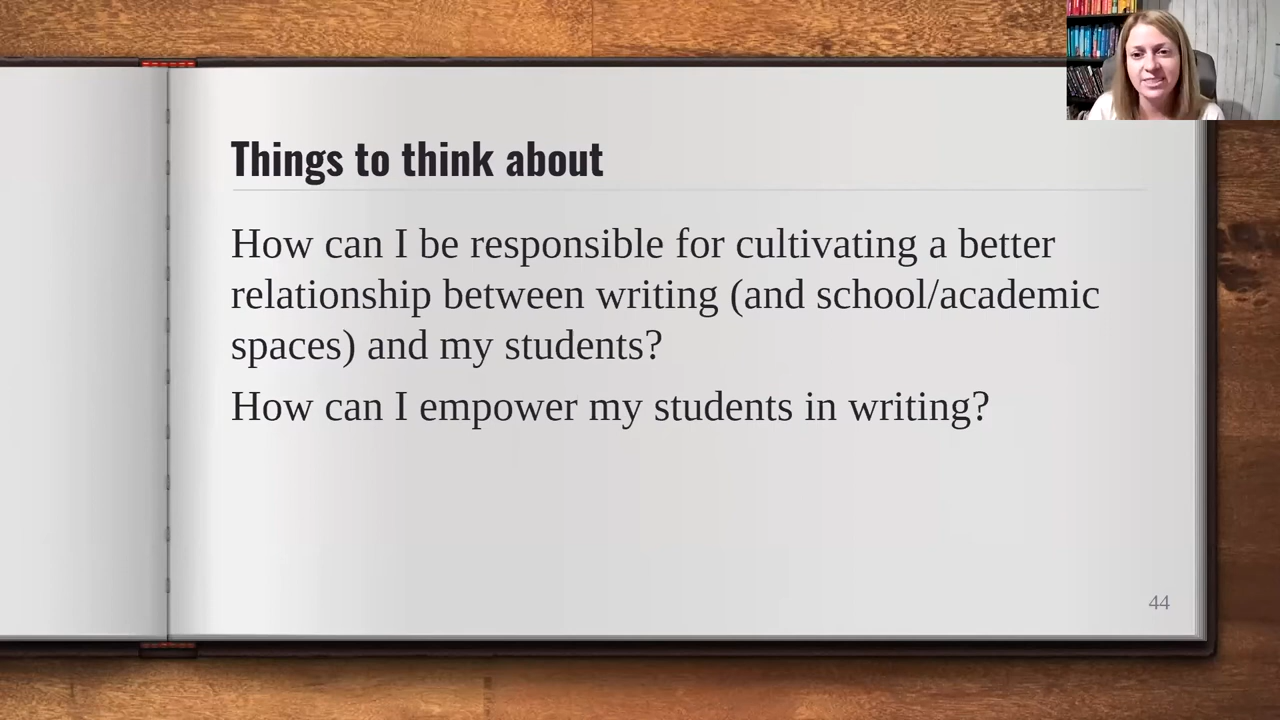 Things to think about
How can I be responsible for cultivating a better
relationship between writing (and school/academic
spaces) and my students?
How can I empower my students in writing?
44